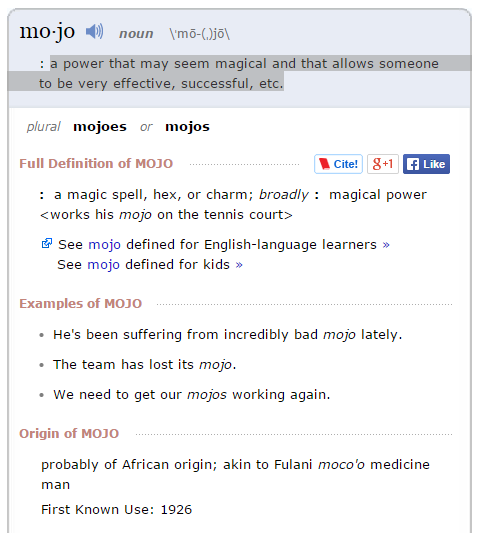 mo·jo noun \ˈmō-(ˌ)jō\
: a power that may seem magical and that allows someone
to be very effective, successful, etc.
plural mojoes or mojos
Full Definition of MOJO Cite! g+1 f Like
: a magic spell, hex, or charm; broadly : magical power
<works his mojo on the tennis court>
See mojo defined for English-language learners »
See mojo defined for kids »
Examples of MOJO
• He's been suffering from incredibly bad mojo lately.
• The team has lost its mojo.
• We need to get our mojos working again.
Origin of MOJO
probably of African origin; akin to Fulani moco'o medicine
man
First Known Use: 1926